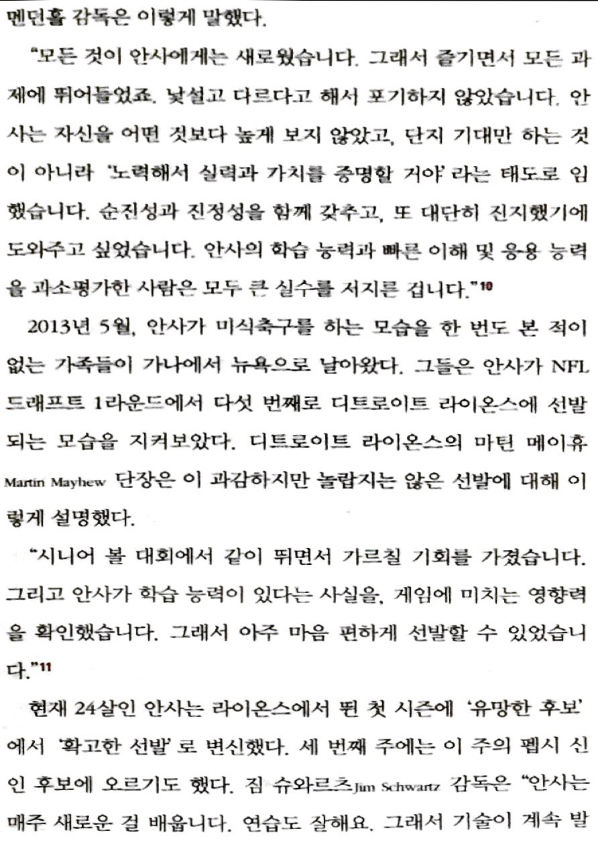 멘던홀 감독은 이렇게 말했다.
“모든 것이 안사에게는 새로웠습니다. 그래서 즐기면서 모든 과
제에 뛰어들었죠. 낯설고 다르다고 해서 포기하지 않았습니다. 안
사는 자신을 어떤 것보다 높게 보지 않았고, 단지 기대만 하는 것
이 아니라 ‘노력해서 실력과 가치를 증명할 거야’라는 태도로 임
했습니다. 순진성과 진정성을 함께 갖추고, 또 대단히 진지했기에
도와주고 싶었습니다. 안사의 학습 능력과 빠른 이해 및 응용 능력
을 과소평가한 사람은 모두 큰 실수를 저지른 겁니다.”10
2013년 5월, 안사가 미식축구를 하는 모습을 한 번도 본 적이
없는 가족들이 가나에서 뉴욕으로 날아왔다. 그들은 안사가 NFL
드래프트 1라운드에서 다섯 번째로 디트로이트 라이온스에 선발
되는 모습을 지켜보았다. 디트로이트 라이온스의 마틴 메이휴
Martin Mayhew 단장은 이 과감하지만 놀랍지는 않은 선발에 대해 이
렇게 설명했다.
“시니어 볼 대회에서 같이 뛰면서 가르칠 기회를 가졌습니다.
그리고 안사가 학습 능력이 있다는 사실을, 게임에 미치는 영향력
을 확인했습니다. 그래서 아주 마음 편하게 선발할 수 있었습니
다.”11
현재 24살인 안사는 라이온스에서 뛴 첫 시즌에 ‘유망한 후보’
에서 ‘확고한 선발’로 변신했다. 세 번째 주에는 이 주의 펩시 신
인 후보에 오르기도 했다. 짐 슈와르츠Jim Schwartz 감독은 “안사는
매주 새로운 걸 배웁니다. 연습도 잘해요. 그래서 기술이 계속 발